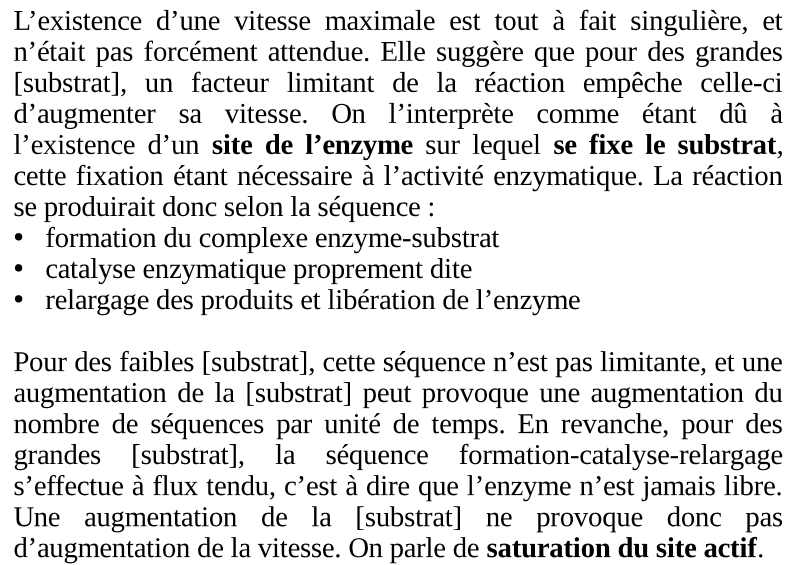 L’existence d’une vitesse maximale est tout à fait singulière, et
n’était pas forcément attendue. Elle suggère que pour des grandes
[substrat], un facteur limitant de la réaction empêche celle-ci
d’augmenter sa vitesse. On l’interprète comme étant dû à
l’existence d’un site de l’enzyme sur lequel se fixe le substrat,
cette fixation étant nécessaire à l’activité enzymatique. La réaction
se produirait donc selon la séquence :
• formation du complexe enzyme-substrat
• catalyse enzymatique proprement dite
• relargage des produits et libération de l’enzyme
Pour des faibles [substrat], cette séquence n’est pas limitante, et une
augmentation de la [substrat] peut provoque une augmentation du
nombre de séquences par unité de temps. En revanche, pour des
grandes [substrat], la séquence formation-catalyse-relargage
s’effectue à flux tendu, c’est à dire que l’enzyme n’est jamais libre.
Une augmentation de la [substrat] ne provoque donc pas
d’augmentation de la vitesse. On parle de saturation du site actif.